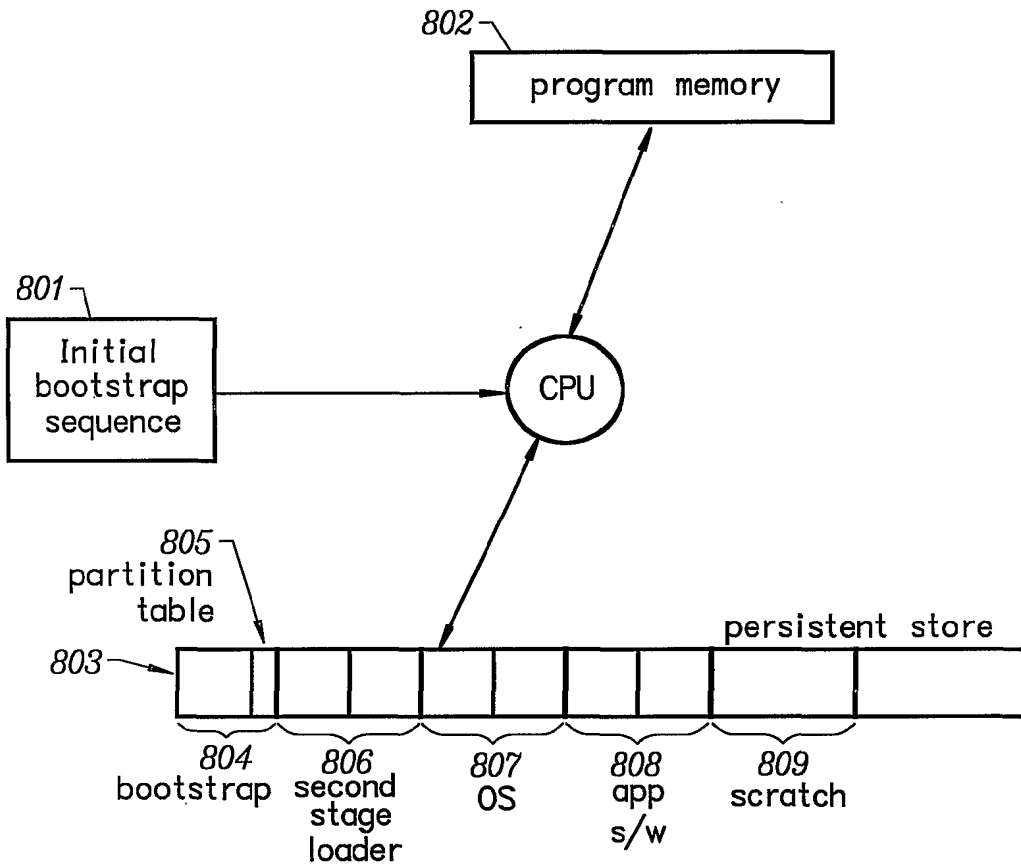 802
program memory
801
Initial
bootstrap
sequence
CPU
805
partition
table
persistent store
803
804
bootstrap
806
second
stage
loader
807
OS
808
app
s/w
809
scratch